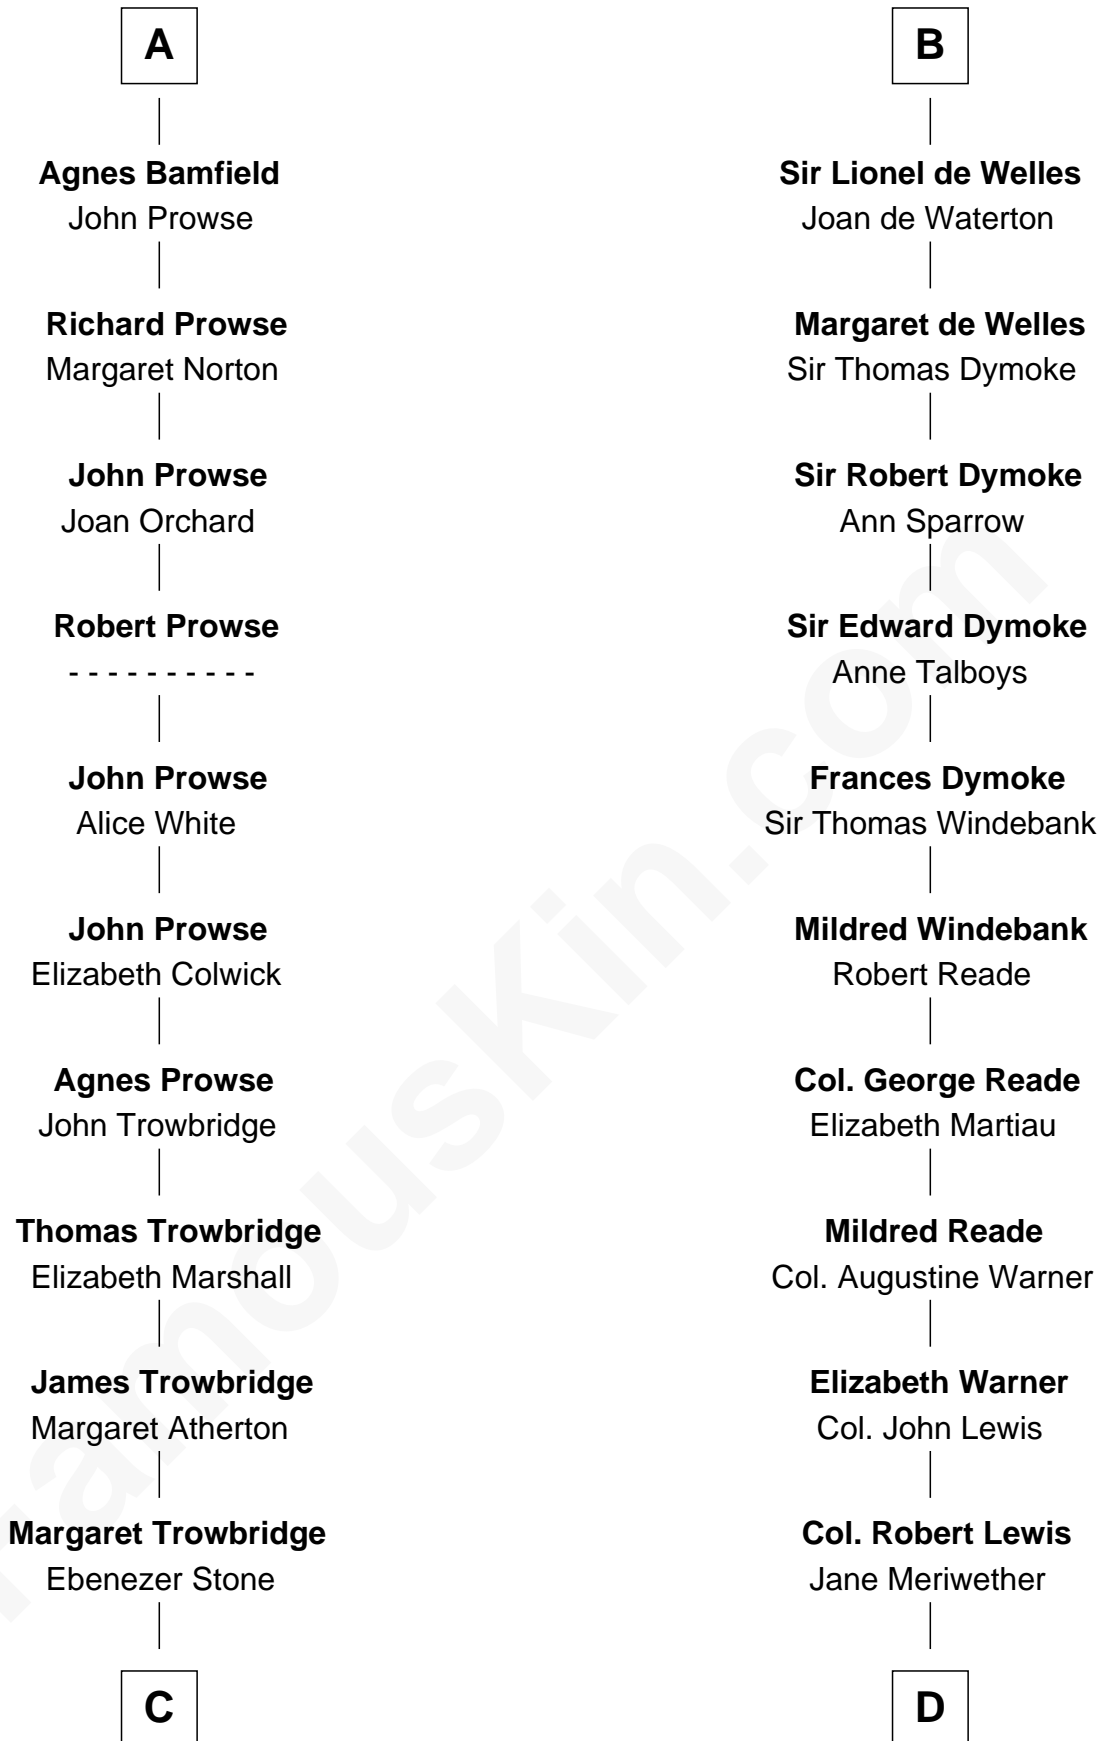 A
Agnes Bamfield
John Prowse
Richard Prowse
Margaret Norton
John Prowse
Joan Orchard
Robert Prowse
- - - - - - - - - -
John Prowse
Alice White
John Prowse
Elizabeth Colwick
Agnes Prowse
John Trowbridge
Thomas Trowbridge
Elizabeth Marshall
James Trowbridge
Margaret Atherton
Margaret Trowbridge
Ebenezer Stone
C
B
Sir Lionel de Welles
Joan de Waterton
Margaret de Welles
Sir Thomas Dymoke
Sir Robert Dymoke
Ann Sparrow
Sir Edward Dymoke
Anne Talboys
Frances Dymoke
Sir Thomas Windebank
Mildred Windebank
Robert Reade
Col. George Reade
Elizabeth Martiau
Mildred Reade
Col. Augustine Warner
Elizabeth Warner
Col. John Lewis
Col. Robert Lewis
Jane Meriwether
D
FamousKin.com